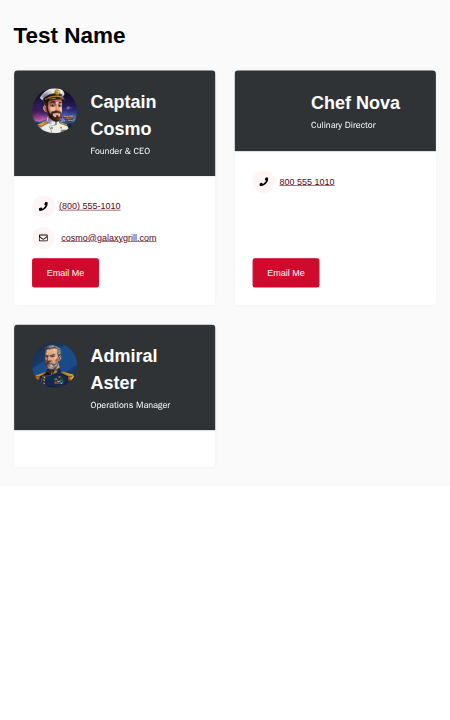 Test Name
Captain
Cosmo
Founder & CEO
(800) 555-1010
cosmo@galaxygrill.com
Email Me
Chef Nova
Culinary Director
800 555 1010
Email Me
Admiral
Aster
Operations Manager